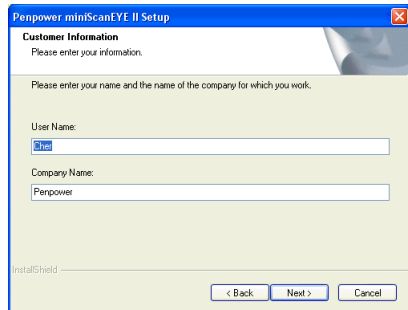 Penpower miniScanEYE II Setup
Customer Information
Please enter your information.
Please enter your name and the name of the company for which you work.
User Name:
Cher
Company Name:
Penpower
InstallShield
< Back Next > Cancel